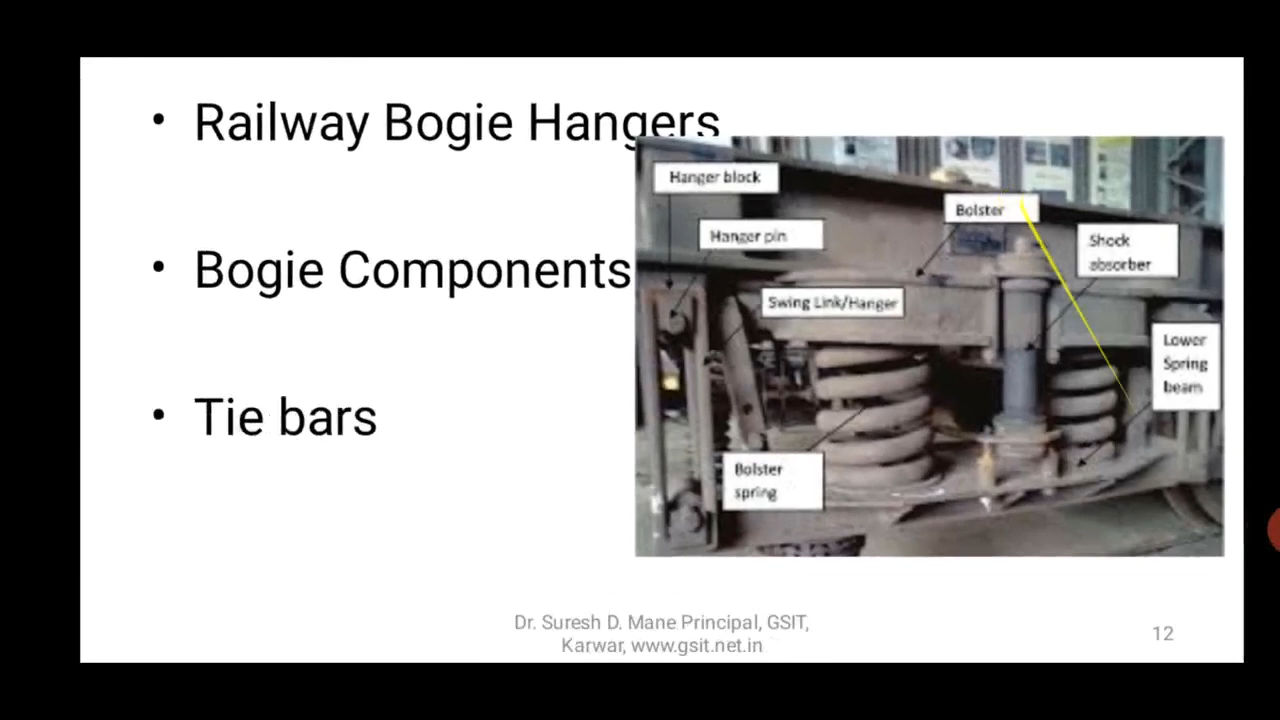 • Railway Bogie Hangers
• Bogie Components
• Tie bars
Hanger block
Hanger pin
Swing Link/Hanger
Bolster
Shock
absorber
Lower
Spring
beam
Bolster
spring
Dr. Suresh D. Mane Principal, GSIT,
Karwar, www.gsit.net.in
12